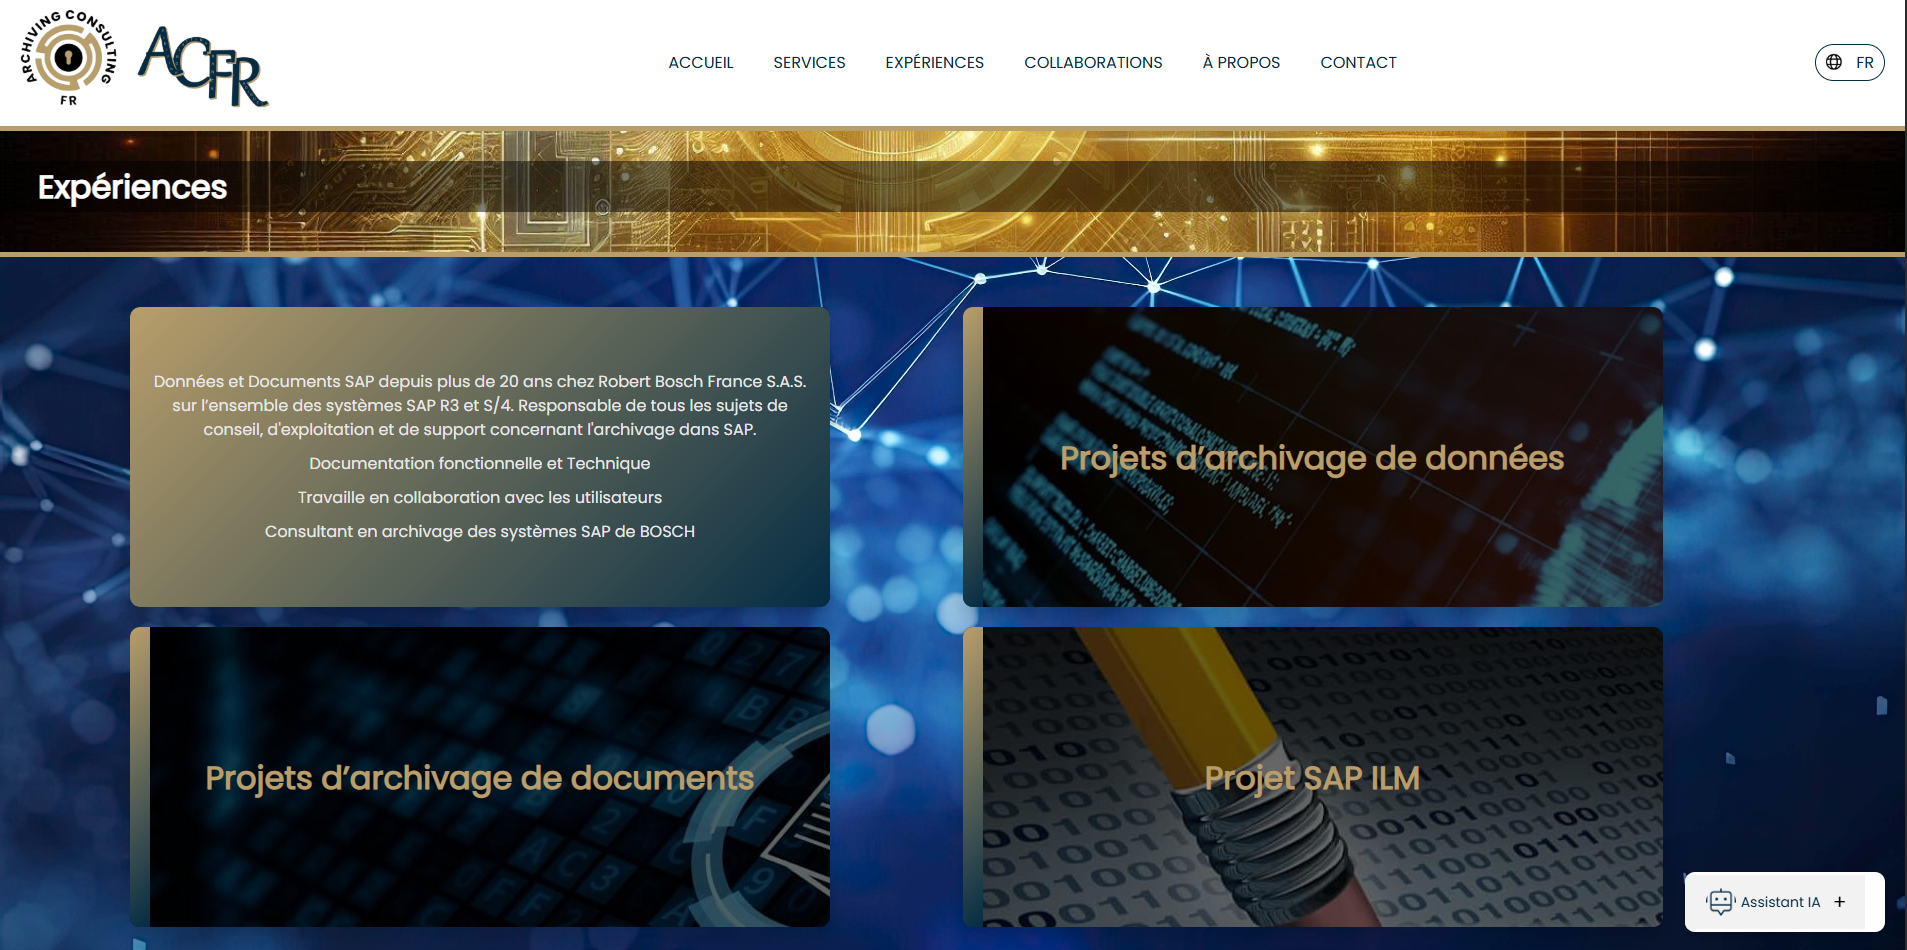 ARCHIVING CONSULTING
FR
ACFR
ACCUEIL
SERVICES
EXPÉRIENCES
COLLABORATIONS
À PROPOS
CONTACT
FR
Expériences
Données et Documents SAP depuis plus de 20 ans chez Robert Bosch France S.A.S.
sur l’ensemble des systèmes SAP R3 et S/4. Responsable de tous les sujets de
conseil, d'exploitation et de support concernant l'archivage dans SAP.
Documentation fonctionnelle et Technique
Travaille en collaboration avec les utilisateurs
Consultant en archivage des systèmes SAP de BOSCH
Projets d’archivage de données
Projets d’archivage de documents
Projet SAP ILM
Assistant IA +